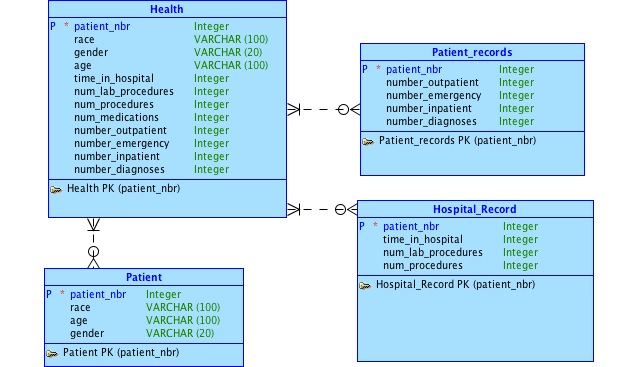 Health
P * patient_nbr Integer
race VARCHAR (100)
gender VARCHAR (20)
age VARCHAR (100)
time_in_hospital Integer
num_lab_procedures Integer
num_procedures Integer
num_medications Integer
number_outpatient Integer
number_emergency Integer
number_inpatient Integer
number_diagnoses Integer
Health PK (patient_nbr)
Patient_records
P * patient_nbr Integer
number_outpatient Integer
number_emergency Integer
number_inpatient Integer
number_diagnoses Integer
Patient_records PK (patient_nbr)
Hospital_Record
P * patient_nbr Integer
time_in_hospital Integer
num_lab_procedures Integer
num_procedures Integer
Hospital_Record PK (patient_nbr)
Patient
P * patient_nbr Integer
race VARCHAR (100)
age VARCHAR (100)
gender VARCHAR (20)
Patient PK (patient_nbr)